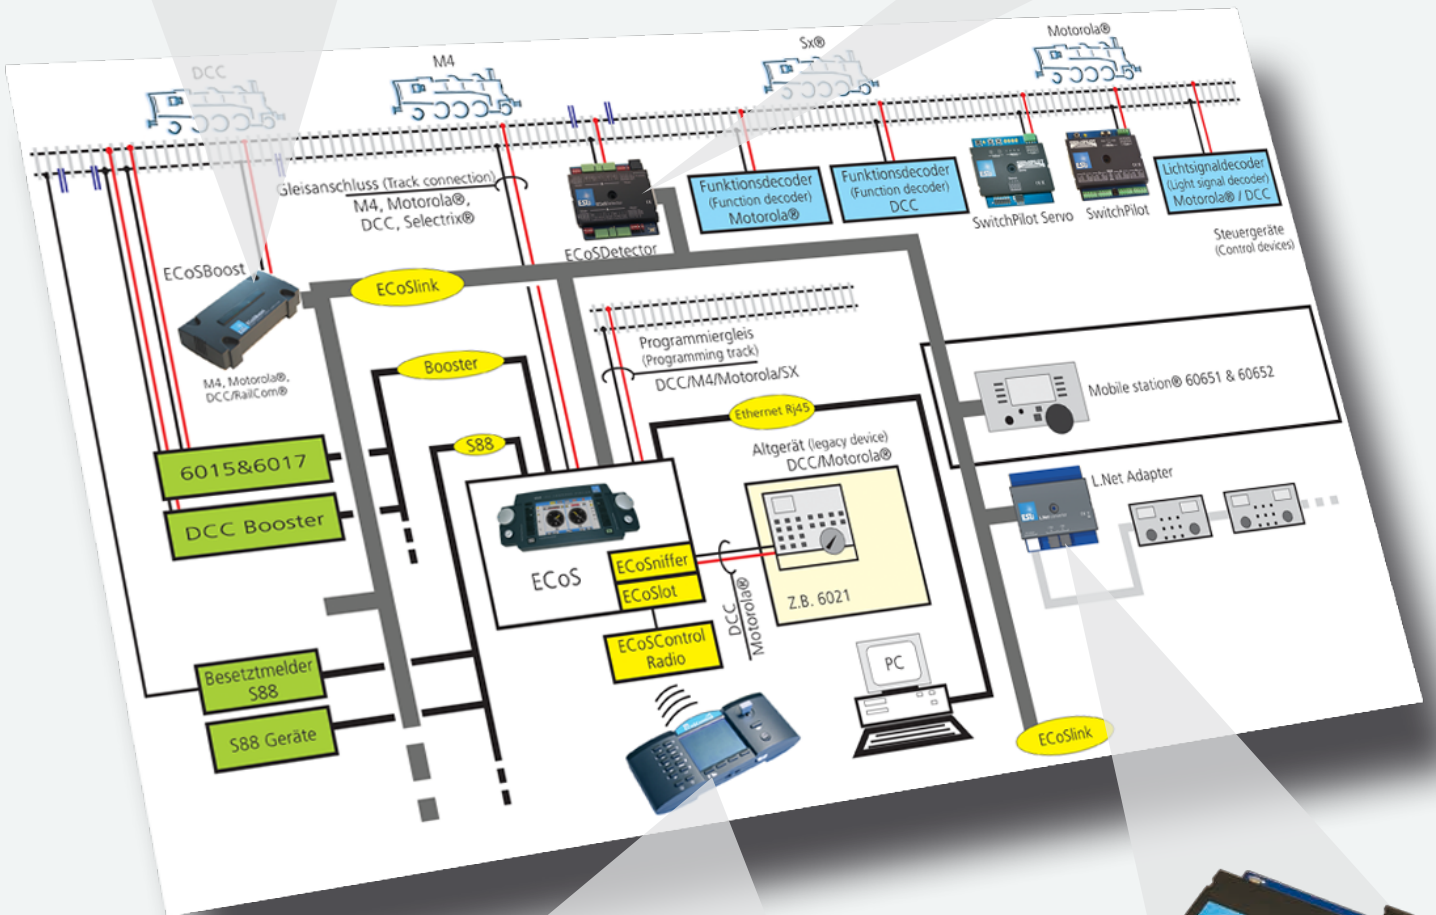 DCC
M4
Sx®
Motorola®
Gleisanschluss (Track connection)
M4, Motorola®,
DCC, Selectrix®
ECoSDetector
Funktionsdecoder
(Function decoder)
Motorola®
Funktionsdecoder
(Function decoder)
DCC
SwitchPilot Servo
SwitchPilot
Lichtsignaldecoder
(Light signal decoder)
Motorola® / DCC
Steuergeräte
(Control devices)
ECoSBoost
M4, Motorola®,
DCC/RailCom®
ECoSlink
Booster
S88
Programmiergleis
(Programming track)
DCC/M4/Motorola/SX
Ethernet Rj45
Altgerät (legacy device)
DCC/Motorola®
Mobile station® 60651 & 60652
L.Net Adapter
6015&6017
DCC Booster
ECoS
ECoSniffer
ECoSlot
ECoSControl
Radio
DCC
Motorola®
Z.B. 6021
PC
Besetztmelder
S88
S88 Geräte
ECoSlink